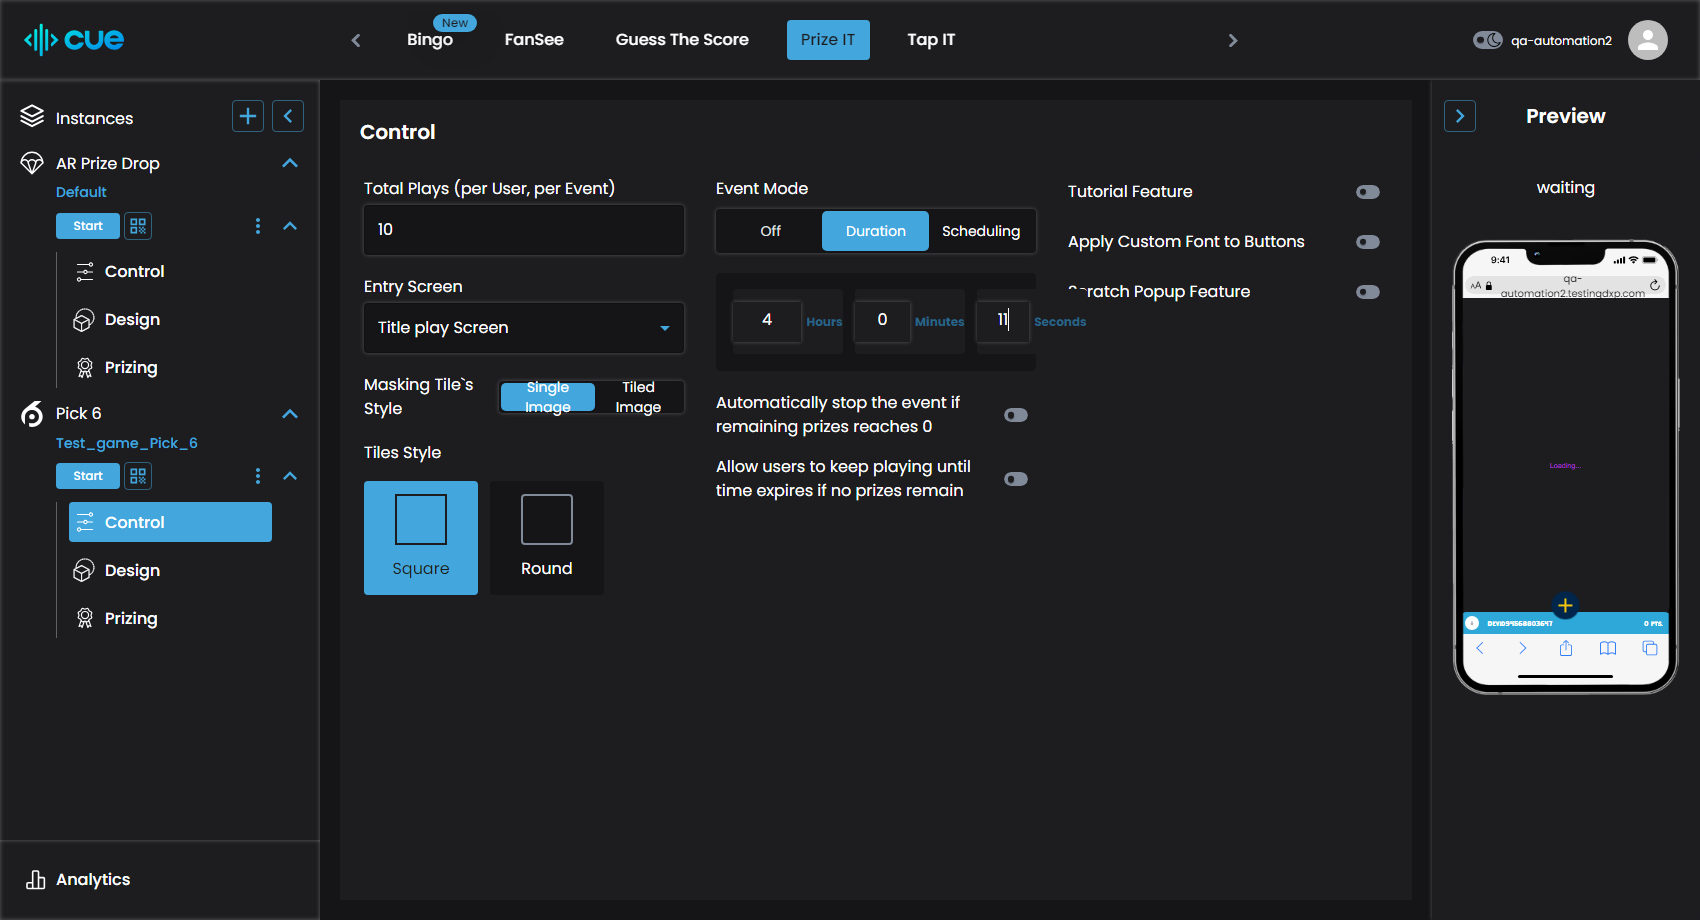 cue
New
Bingo
FanSee
Guess The Score
Prize IT
Tap IT
qa-automation2
Instances
AR Prize Drop
Default
Start
Control
Design
Prizing
Pick 6
Test_game_Pick_6
Start
Control
Design
Prizing
Analytics
Control
Total Plays (per User, per Event)
10
Entry Screen
Title play Screen
Masking Tile`s
Style
Single
Image
Tiled
Image
Tiles Style
Square
Round
Event Mode
Off
Duration
Scheduling
4
Hours
0
Minutes
11
Seconds
Automatically stop the event if
remaining prizes reaches 0
Allow users to keep playing until
time expires if no prizes remain
Tutorial Feature
Apply Custom Font to Buttons
Scratch Popup Feature
Preview
waiting
9:41
AA
qa-
automation2.testingdxp.com
Loading...
0 PTS.